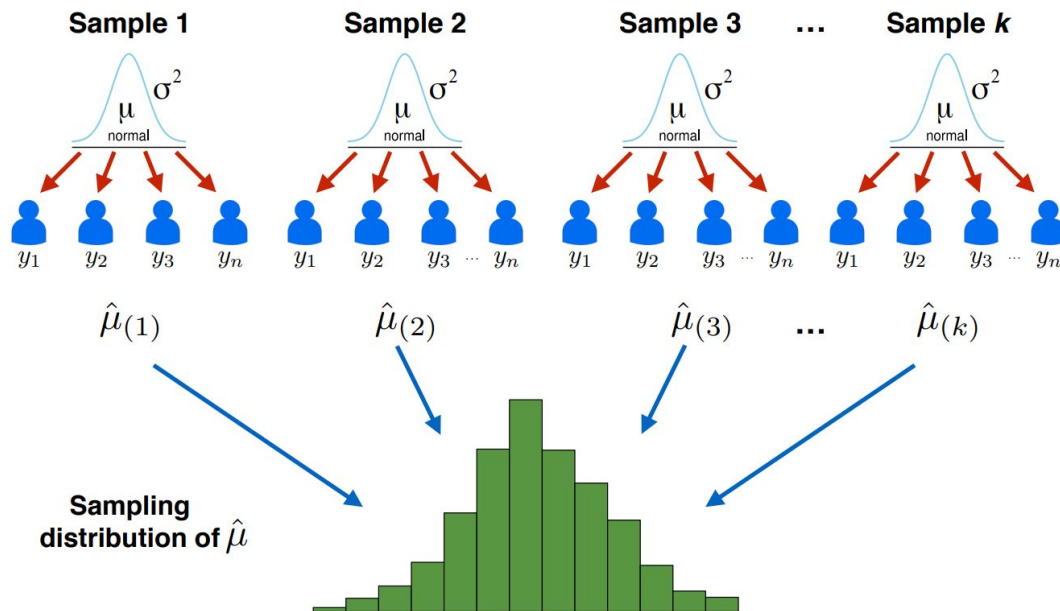 Sample 1 Sample 2 Sample 3 ... Sample k
μ σ² μ σ² μ σ² μ σ²
normal normal normal normal
y₁ y₂ y₃ yₙ y₁ y₂ y₃ ... yₙ y₁ y₂ y₃ ... yₙ y₁ y₂ y₃ ... yₙ
μ̂₍₁₎ μ̂₍₂₎ μ̂₍₃₎ ... μ̂₍ₖ₎
Sampling
distribution of μ̂